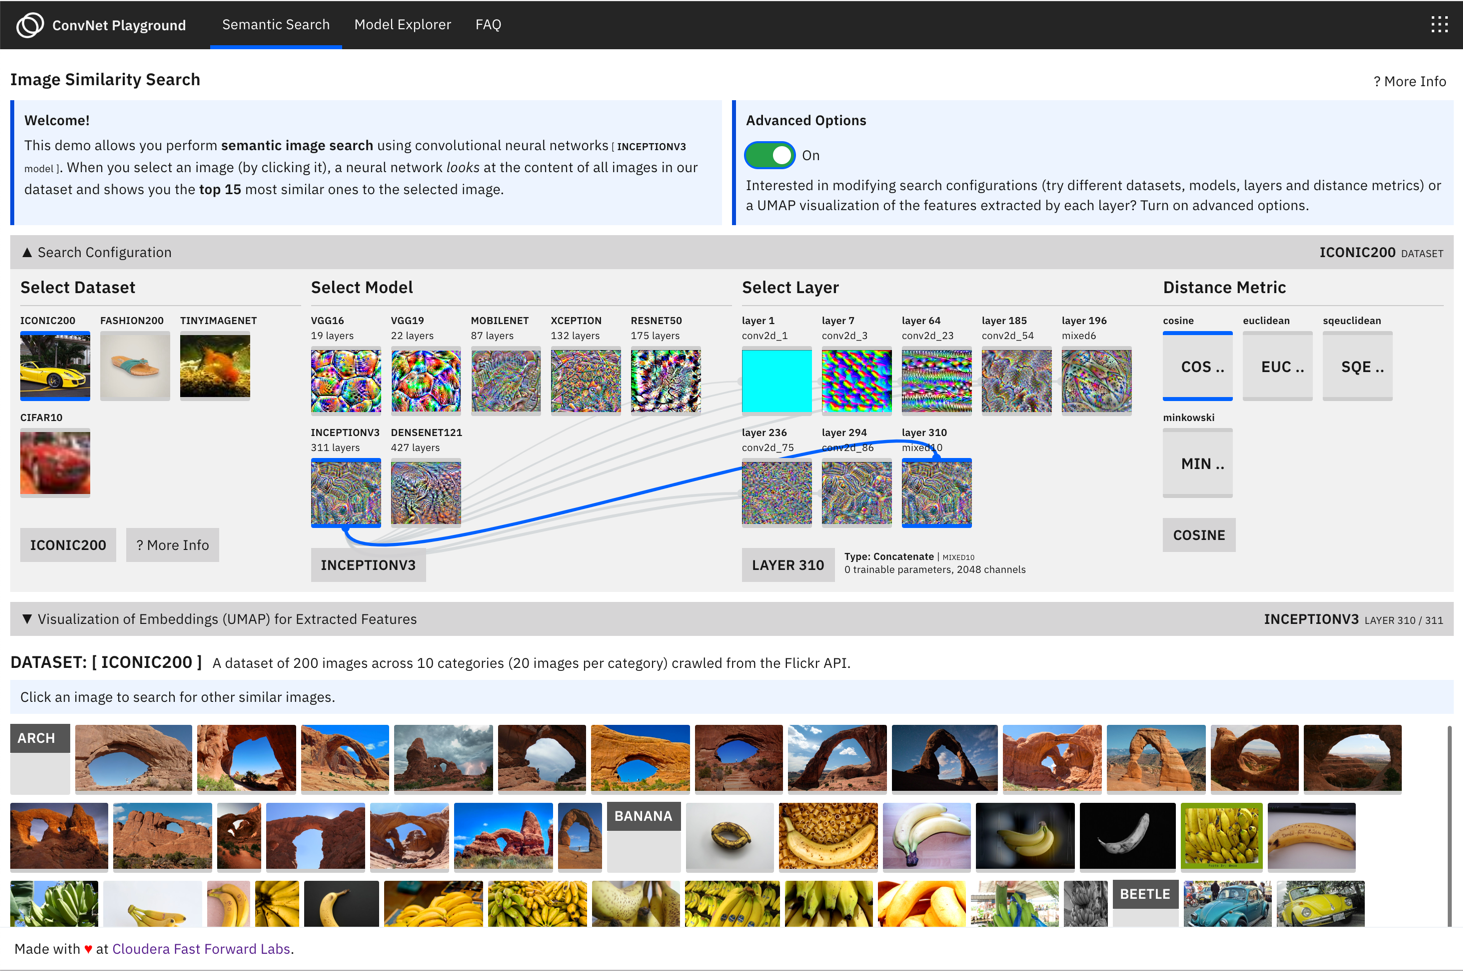 ConvNet Playground
Semantic Search
Model Explorer
FAQ
Image Similarity Search
? More Info
Welcome!
This demo allows you perform semantic image search using convolutional neural networks [ INCEPTIONV3
model ]. When you select an image (by clicking it), a neural network looks at the content of all images in our
dataset and shows you the top 15 most similar ones to the selected image.
Advanced Options
On
Interested in modifying search configurations (try different datasets, models, layers and distance metrics) or
a UMAP visualization of the features extracted by each layer? Turn on advanced options.
▲ Search Configuration
ICONIC200 DATASET
Select Dataset
ICONIC200
FASHION200
TINYIMAGENET
CIFAR10
ICONIC200
? More Info
Select Model
VGG16
19 layers
VGG19
22 layers
MOBILENET
87 layers
XCEPTION
132 layers
RESNET50
175 layers
INCEPTIONV3
311 layers
DENSENET121
427 layers
INCEPTIONV3
Select Layer
layer 1
conv2d_1
layer 7
conv2d_3
layer 64
conv2d_23
layer 185
conv2d_54
layer 196
mixed6
layer 236
conv2d_75
layer 294
conv2d_86
layer 310
mixed10
LAYER 310
Type: Concatenate | MIXED10
0 trainable parameters, 2048 channels
Distance Metric
cosine
COS ..
euclidean
EUC ..
sqeuclidean
SQE ..
minkowski
MIN ..
COSINE
▼ Visualization of Embeddings (UMAP) for Extracted Features
INCEPTIONV3 LAYER 310 / 311
DATASET: [ ICONIC200 ] A dataset of 200 images across 10 categories (20 images per category) crawled from the Flickr API.
Click an image to search for other similar images.
ARCH
BANANA
BEETLE
Made with ♥ at Cloudera Fast Forward Labs.